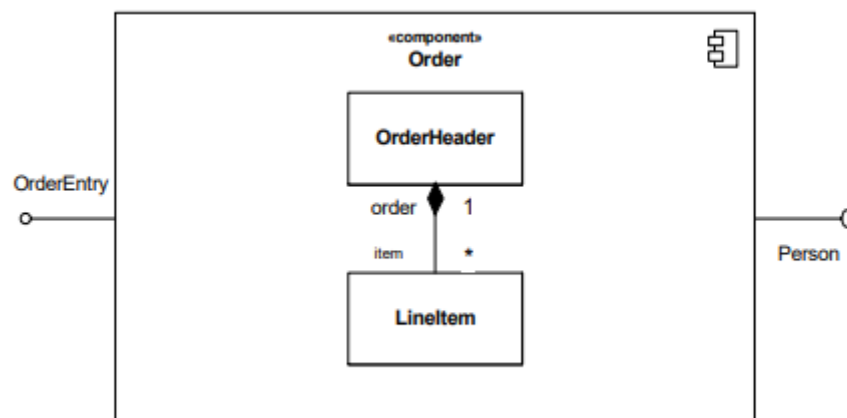 «component»
Order
OrderHeader
OrderEntry
order 1
item *
Person
LineItem